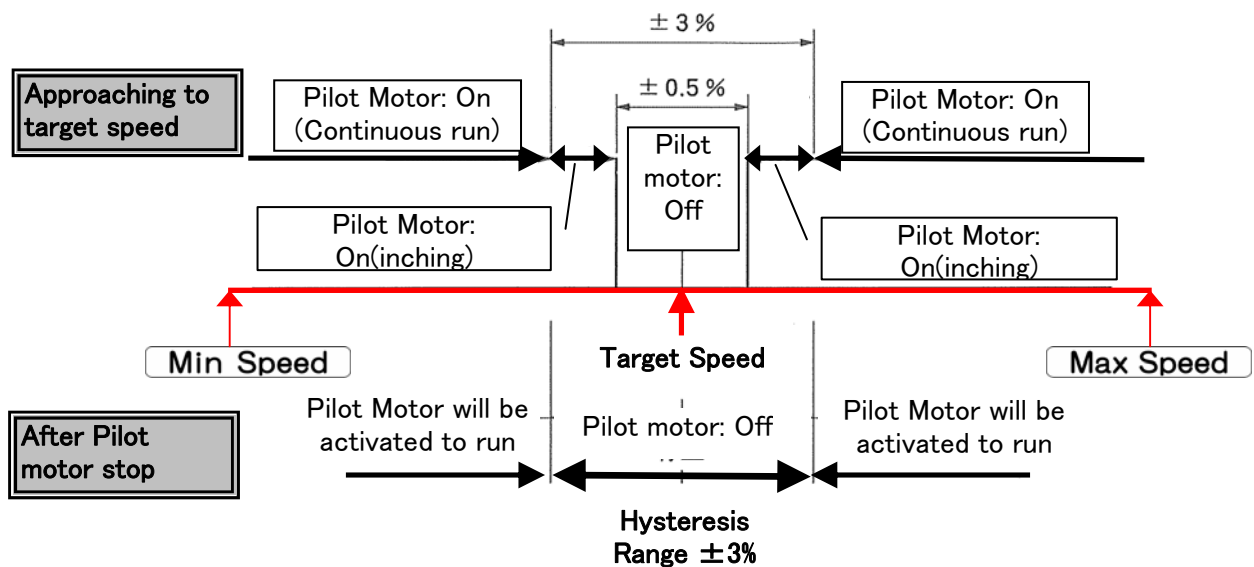 ±3%
Approaching to
target speed
Pilot Motor: On
(Continuous run)
±0.5%
Pilot Motor: On
(Continuous run)
Pilot
motor:
Off
Pilot Motor:
On(inching)
Pilot Motor:
On(inching)
Min Speed
Target Speed
Max Speed
After Pilot
motor stop
Pilot Motor will be
activated to run
Pilot motor: Off
Pilot Motor will be
activated to run
Hysteresis
Range ±3%